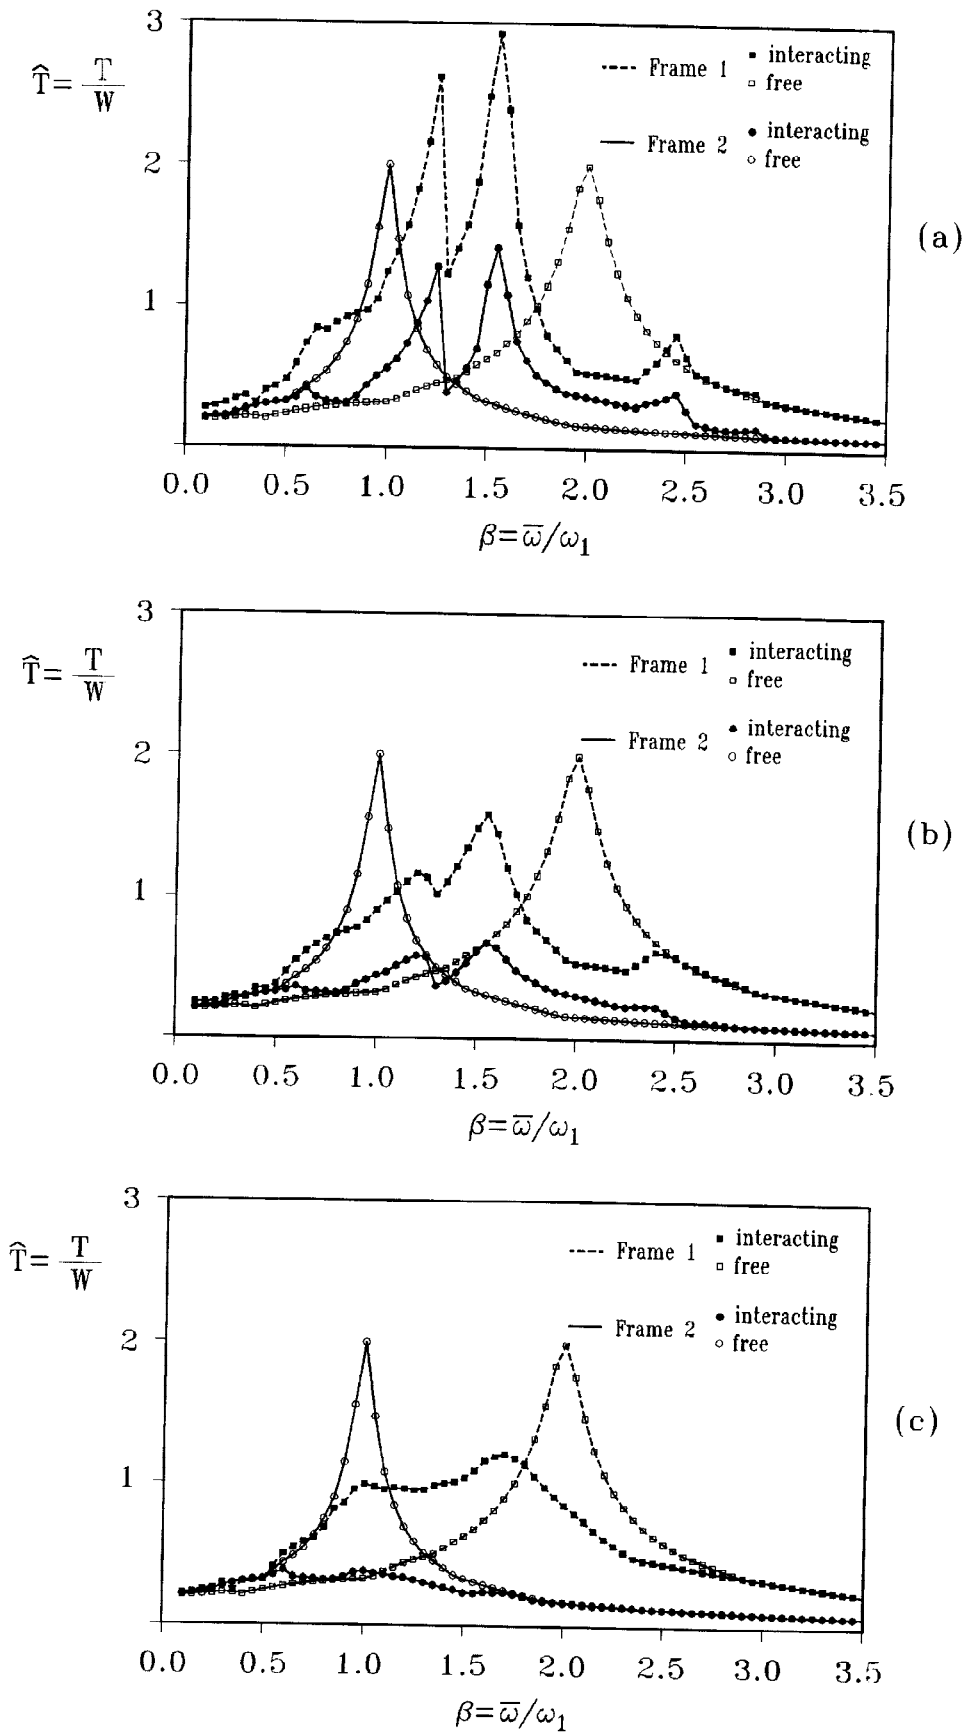 3
T̂ = T/W
2
1
--- Frame 1 ■ interacting
□ free
— Frame 2 ● interacting
○ free
(a)
0.0 0.5 1.0 1.5 2.0 2.5 3.0 3.5
β=ω̅/ω₁
3
T̂ = T/W
2
1
--- Frame 1 ■ interacting
□ free
— Frame 2 ▲ interacting
○ free
(b)
0.0 0.5 1.0 1.5 2.0 2.5 3.0 3.5
β=ω̅/ω₁
3
T̂ = T/W
2
1
--- Frame 1 ■ interacting
□ free
— Frame 2 ● interacting
○ free
(c)
0.0 0.5 1.0 1.5 2.0 2.5 3.0 3.5
β=ω̅/ω₁